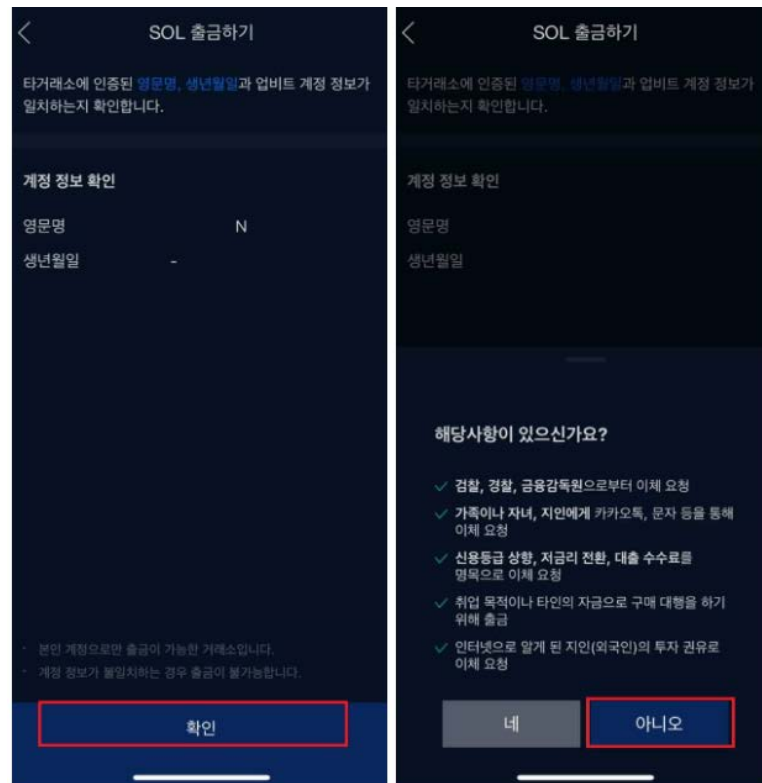 SOL 출금하기
타거래소에 인증된 영문명, 생년월일과 업비트 계정 정보가
일치하는지 확인합니다.
계정 정보 확인
영문명 N
생년월일 -
· 본인 계정으로만 출금이 가능한 거래소입니다.
· 계정 정보가 불일치하는 경우 출금이 불가능합니다.
확인
SOL 출금하기
타거래소에 인증된 영문명, 생년월일과 업비트 계정 정보가
일치하는지 확인합니다.
계정 정보 확인
영문명
생년월일
해당사항이 있으신가요?
검찰, 경찰, 금융감독원으로부터 이체 요청
가족이나 자녀, 지인에게 카카오톡, 문자 등을 통해
이체 요청
신용등급 상향, 저금리 전환, 대출 수수료를
명목으로 이체 요청
취업 목적이나 타인의 자금으로 구매 대행을 하기
위해 출금
인터넷으로 알게 된 지인(외국인)의 투자 권유로
이체 요청
네
아니오